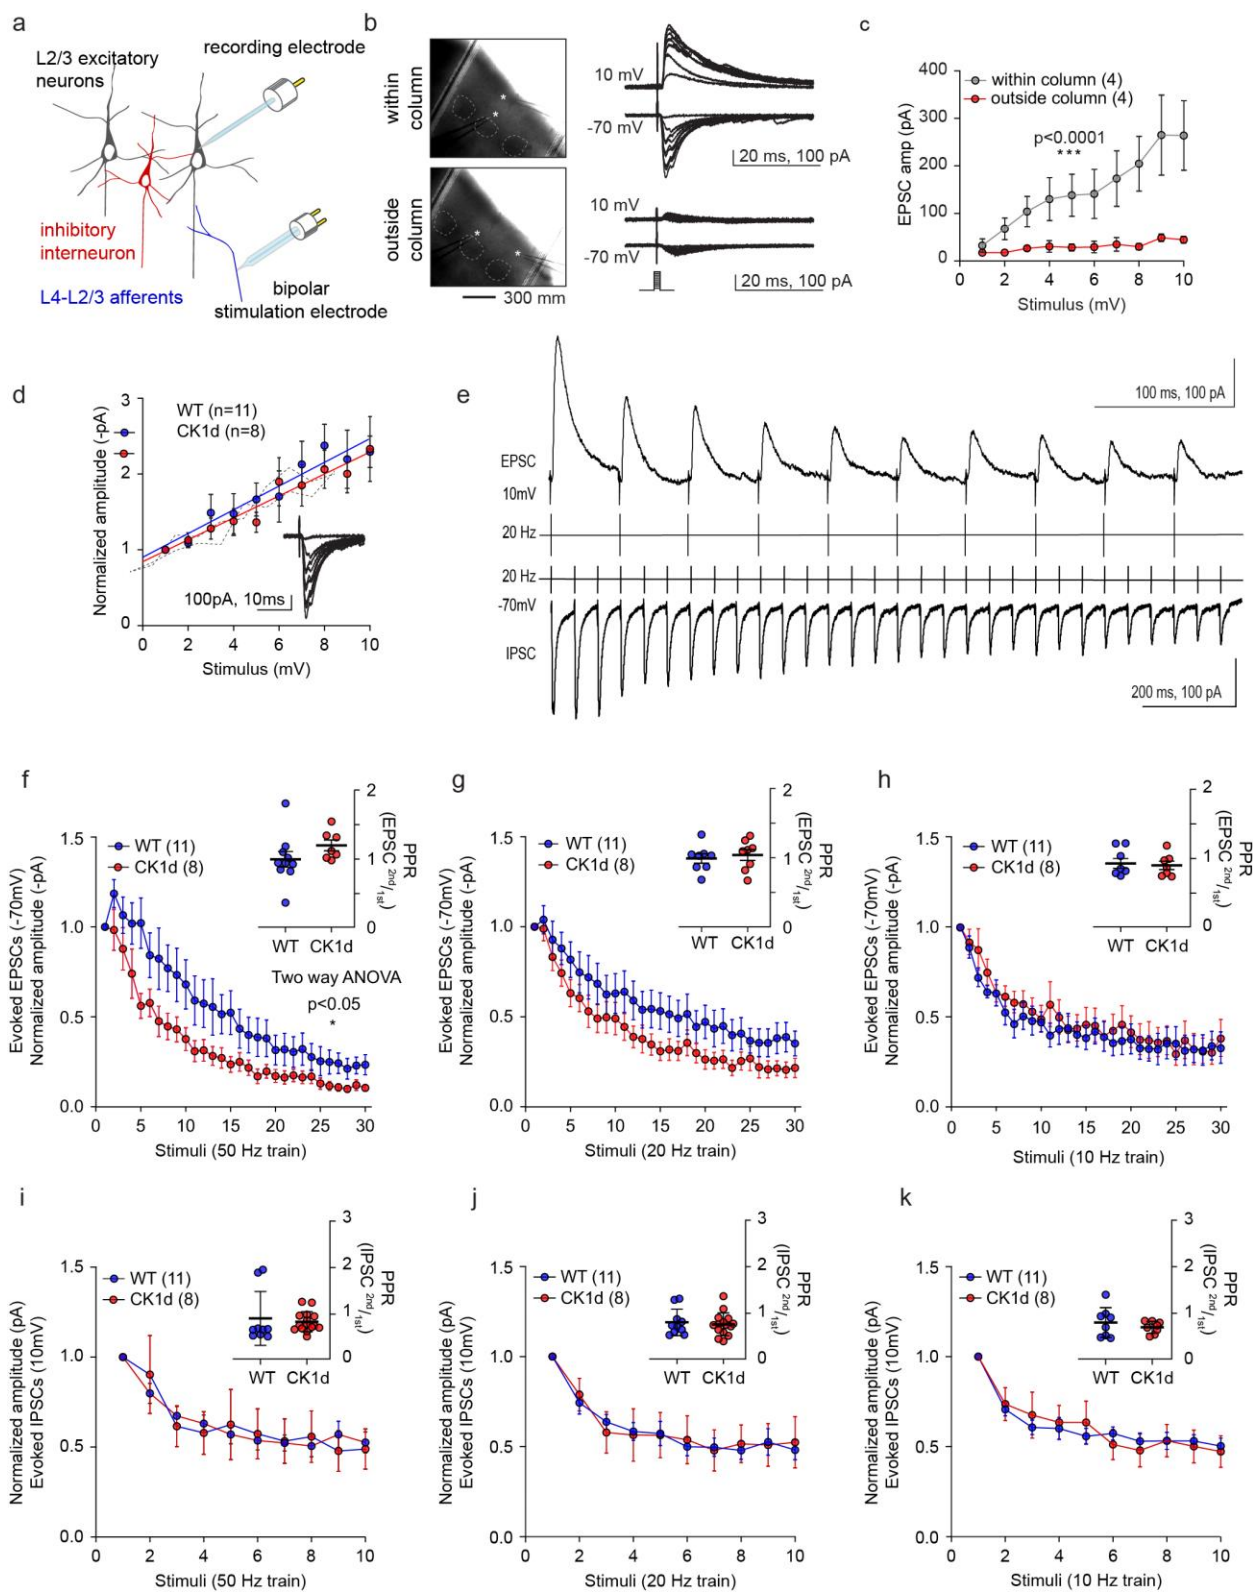 a
L2/3 excitatory
neurons
recording electrode
inhibitory
interneuron
L4-L2/3 afferents
bipolar
stimulation electrode
b
within
column
outside
column
*
*
*
*
300 mm
10 mV
-70 mV
20 ms, 100 pA
10 mV
-70 mV
20 ms, 100 pA
c
EPSC amp (pA)
400
300
200
100
0
within column (4)
outside column (4)
p<0.0001
***
0 2 4 6 8 10
Stimulus (mV)
d
Normalized amplitude (-pA)
3
2
1
0
WT (n=11)
CK1d (n=8)
100pA, 10ms
0 2 4 6 8 10
Stimulus (mV)
e
100 ms, 100 pA
EPSC
10mV
20 Hz
20 Hz
-70mV
IPSC
200 ms, 100 pA
f
Evoked EPSCs (-70mV)
Normalized amplitude (-pA)
1.5
1.0
0.5
0.0
WT (11)
CK1d (8)
2
1
0
PPR
(EPSC 2nd/1st)
WT CK1d
Two way ANOVA
p<0.05
*
0 5 10 15 20 25 30
Stimuli (50 Hz train)
g
Evoked EPSCs (-70mV)
Normalized amplitude (-pA)
1.5
1.0
0.5
0.0
WT (11)
CK1d (8)
2
1
0
PPR
(EPSC 2nd/1st)
WT CK1d
0 5 10 15 20 25 30
Stimuli (20 Hz train)
h
Evoked EPSCs (-70mV)
Normalized amplitude (-pA)
1.5
1.0
0.5
0.0
WT (11)
CK1d (8)
2
1
0
PPR
(EPSC 2nd/1st)
WT CK1d
0 5 10 15 20 25 30
Stimuli (10 Hz train)
i
Normalized amplitude (pA)
Evoked IPSCs (10mV)
1.5
1.0
0.5
0.0
WT (11)
CK1d (8)
3
2
1
0
PPR
(IPSC 2nd/1st)
WT CK1d
0 2 4 6 8 10
Stimuli (50 Hz train)
j
Normalized amplitude (pA)
Evoked IPSCs (10mV)
1.5
1.0
0.5
0.0
WT (11)
CK1d (8)
3
2
1
0
PPR
(IPSC 2nd/1st)
WT CK1d
0 2 4 6 8 10
Stimuli (20 Hz train)
k
Normalized amplitude (pA)
Evoked IPSCs (10mV)
1.5
1.0
0.5
0.0
WT (11)
CK1d (8)
3
2
1
0
PPR
(IPSC 2nd/1st)
WT CK1d
0 2 4 6 8 10
Stimuli (10 Hz train)